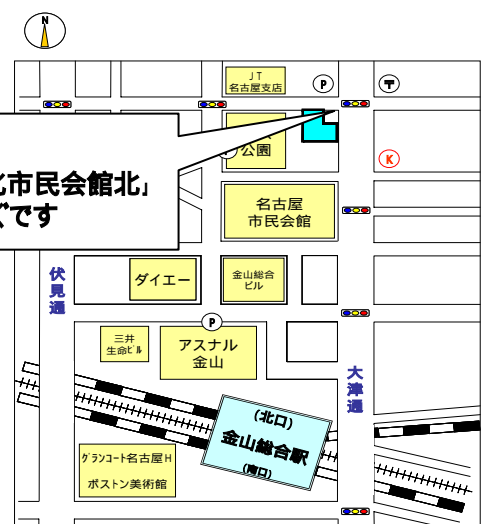 N
JT
名古屋支店
P
〒
公園
K
市民会館北」
です
名古屋
市民会館
伏見通
ダイエー
金山総合
ビル
P
三井
生命ビル
アスナル
金山
大津通
(北口)
金山総合駅
(南口)
グランコート名古屋H
ボストン美術館